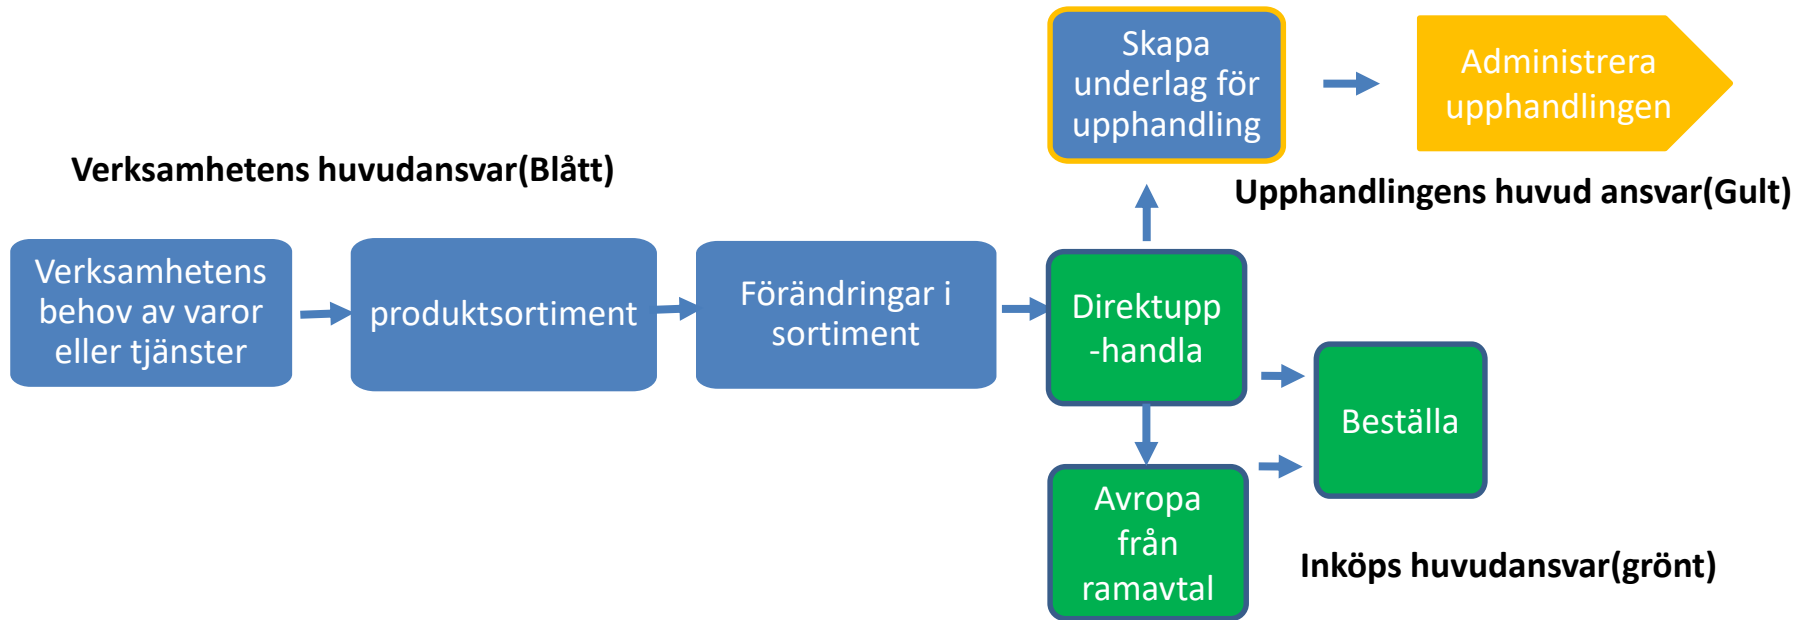 Skapa
underlag för
upphandling
Administrera
upphandlingen
Verksamhetens huvudansvar(Blått)
Upphandlingens huvud ansvar(Gult)
Verksamhetens
behov av varor
eller tjänster
produktsortiment
Förändringar i
sortiment
Direktupp
-handla
Beställa
Avropa
från
ramavtal
Inköps huvudansvar(grönt)